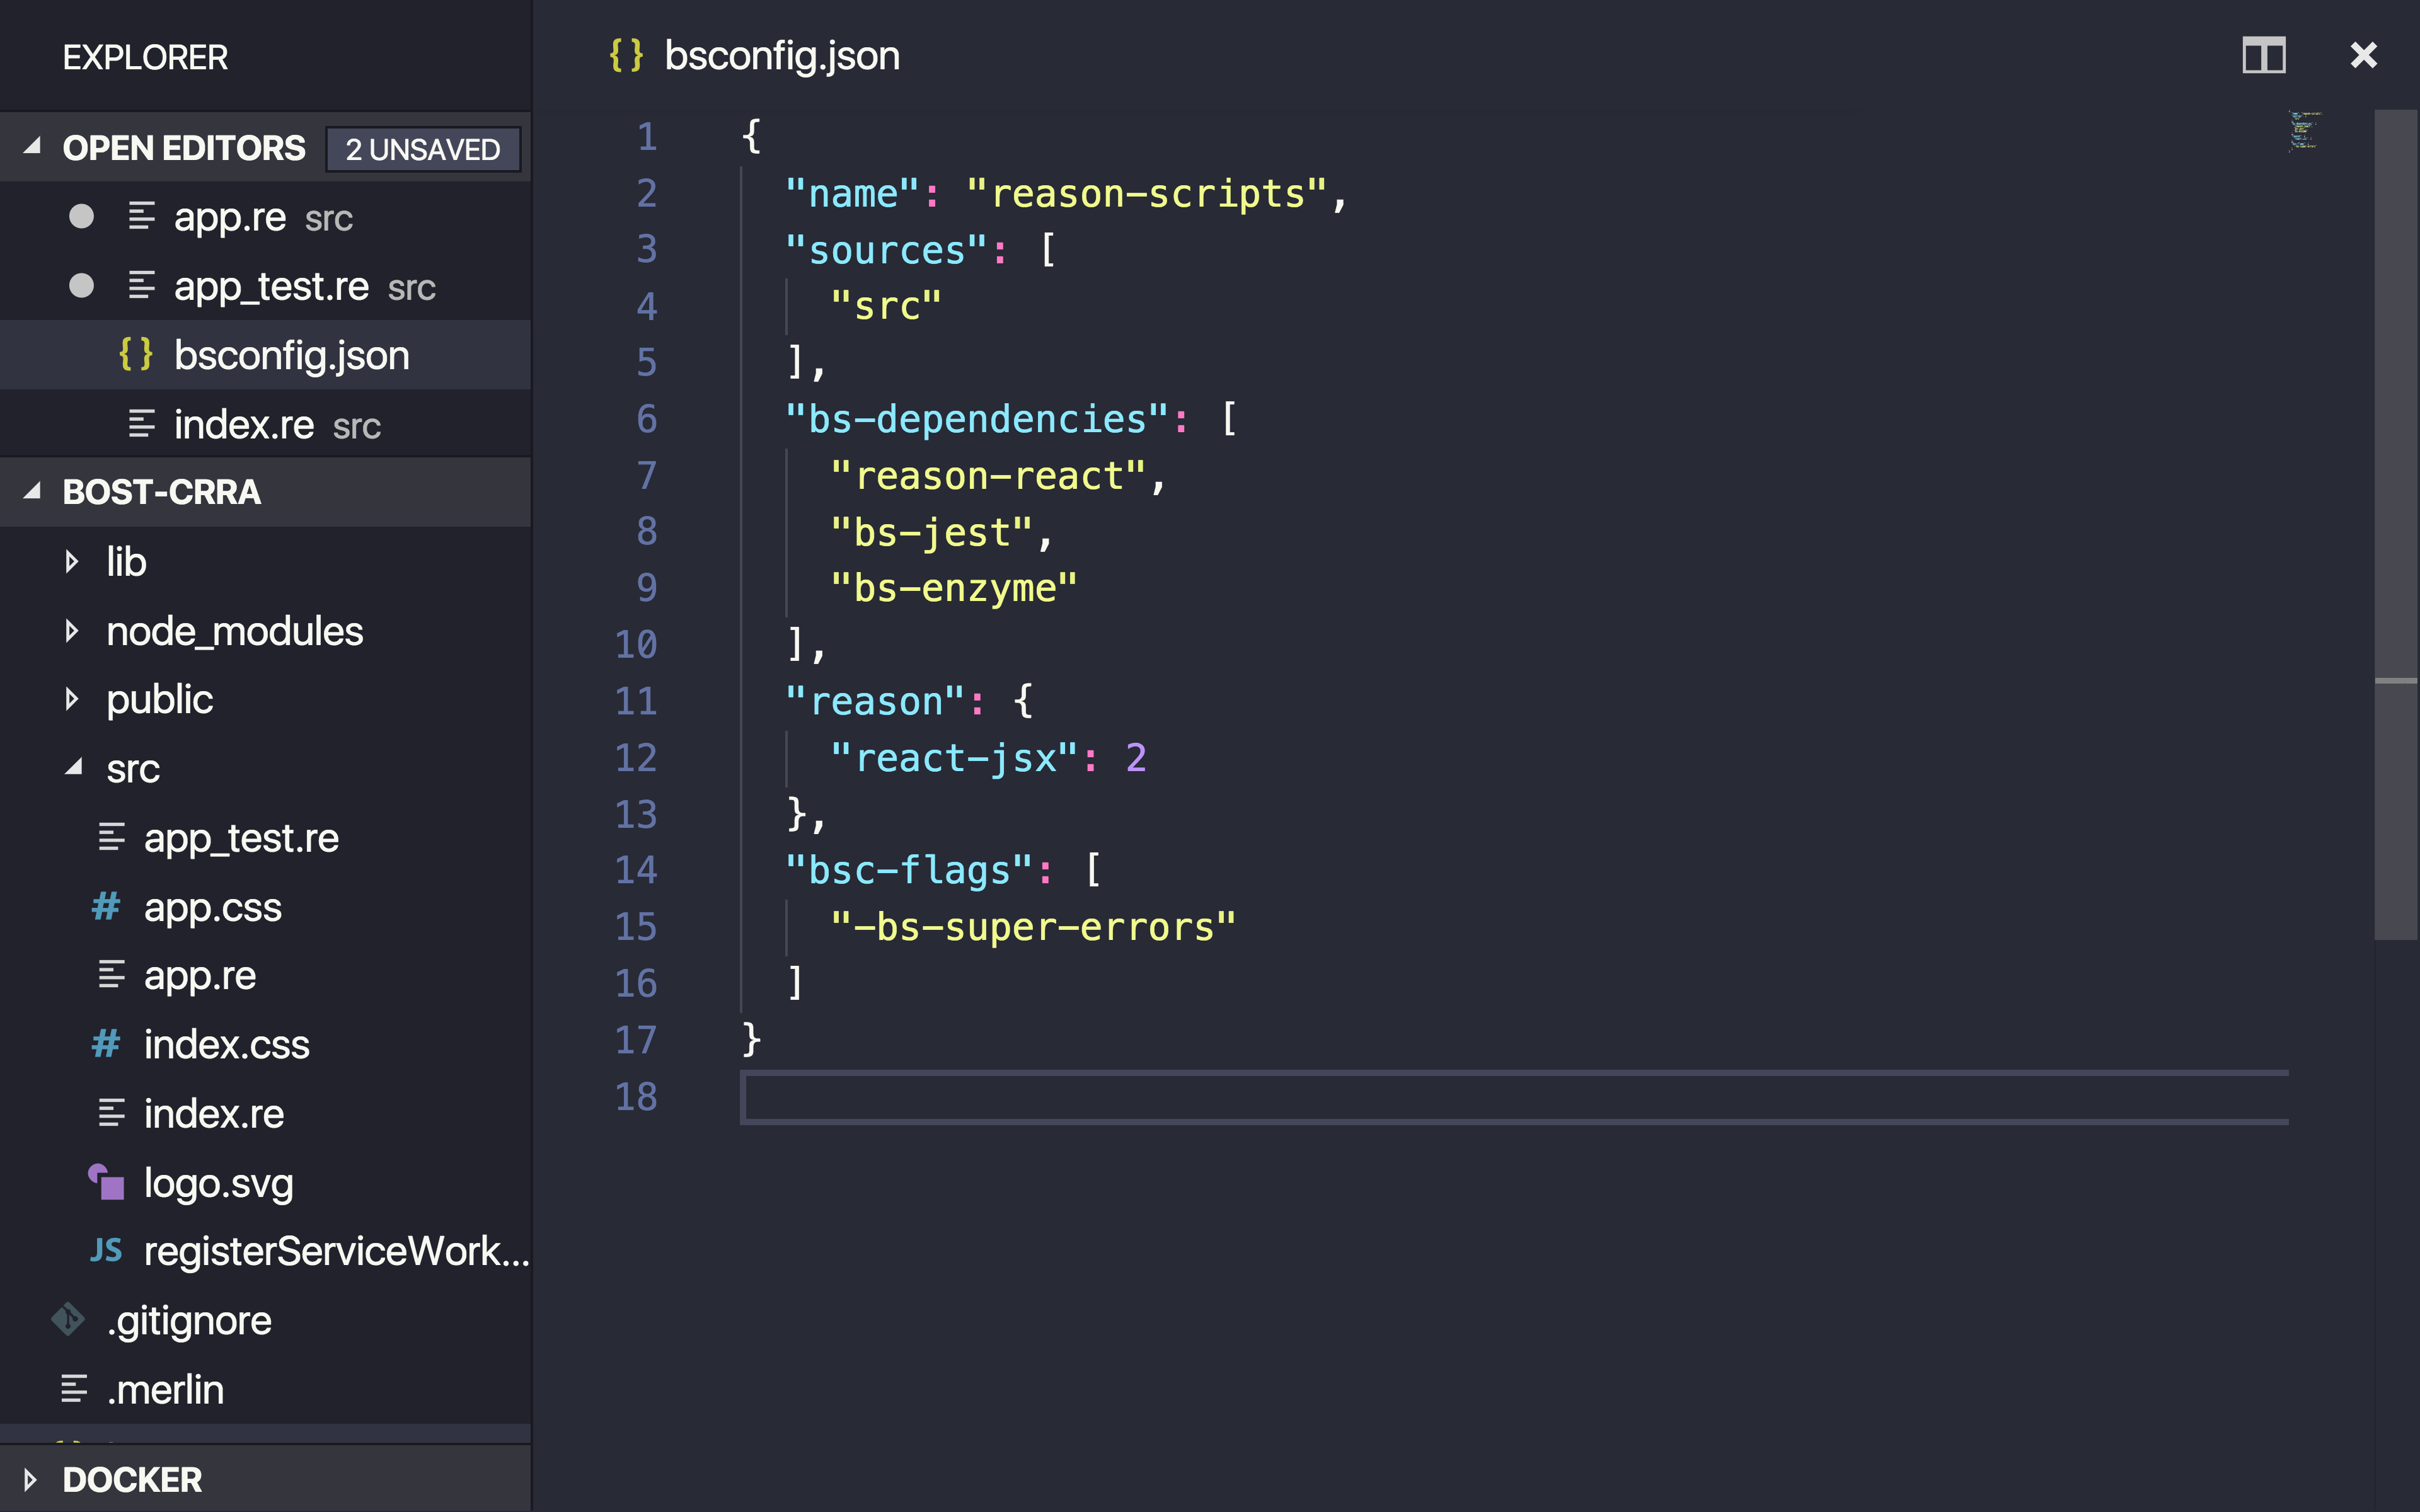 EXPLORER
OPEN EDITORS 2 UNSAVED
app.re src
app_test.re src
{} bsconfig.json
index.re src
BOST-CRRA
lib
node_modules
public
src
app_test.re
# app.css
app.re
# index.css
index.re
logo.svg
JS registerServiceWork...
.gitignore
.merlin
DOCKER
{} bsconfig.json
1 {
2 "name": "reason-scripts",
3 "sources": [
4 "src"
5 ],
6 "bs-dependencies": [
7 "reason-react",
8 "bs-jest",
9 "bs-enzyme"
10 ],
11 "reason": {
12 "react-jsx": 2
13 },
14 "bsc-flags": [
15 "-bs-super-errors"
16 ]
17 }
18